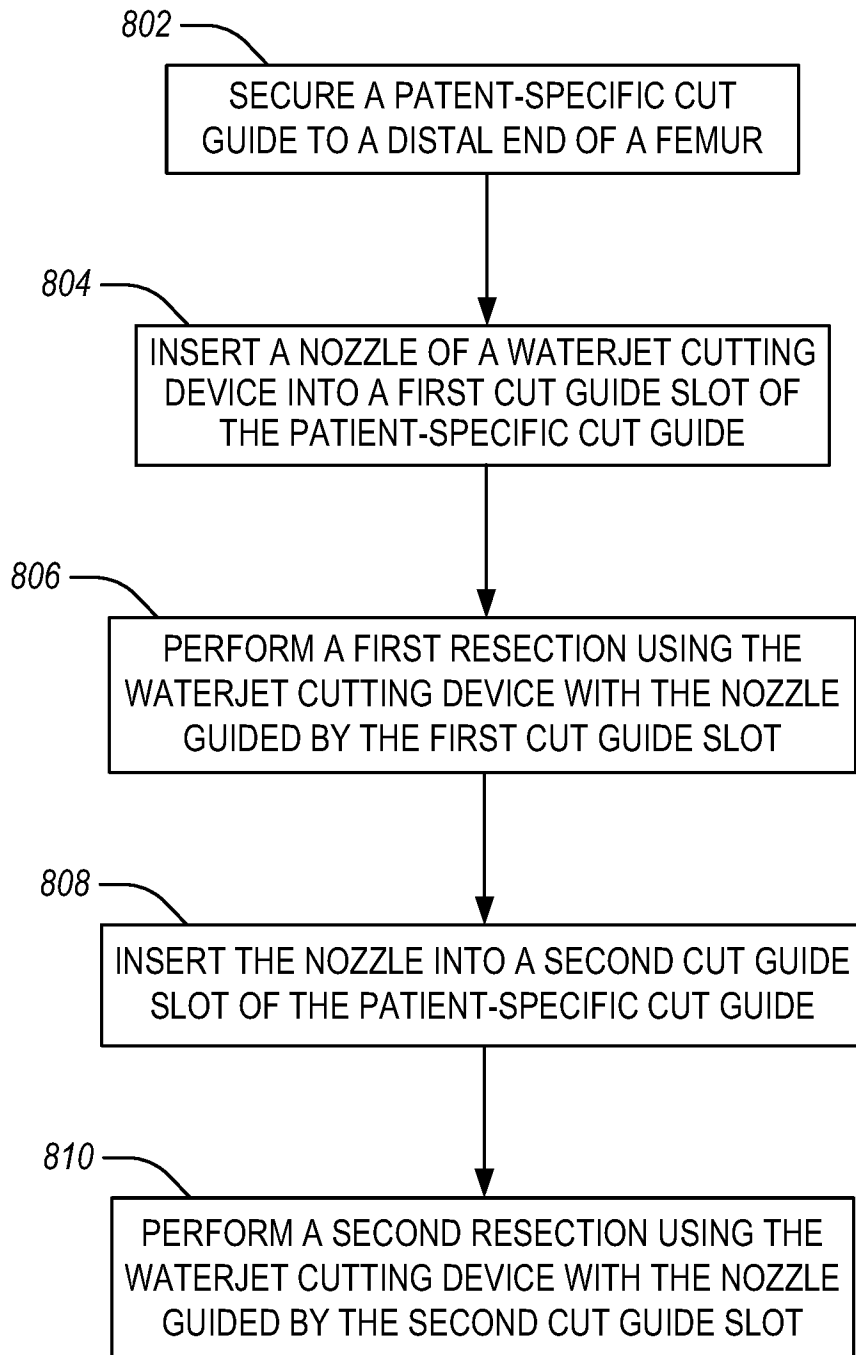 802
SECURE A PATENT-SPECIFIC CUT
GUIDE TO A DISTAL END OF A FEMUR
804
INSERT A NOZZLE OF A WATERJET CUTTING
DEVICE INTO A FIRST CUT GUIDE SLOT OF
THE PATIENT-SPECIFIC CUT GUIDE
806
PERFORM A FIRST RESECTION USING THE
WATERJET CUTTING DEVICE WITH THE NOZZLE
GUIDED BY THE FIRST CUT GUIDE SLOT
808
INSERT THE NOZZLE INTO A SECOND CUT GUIDE
SLOT OF THE PATIENT-SPECIFIC CUT GUIDE
810
PERFORM A SECOND RESECTION USING THE
WATERJET CUTTING DEVICE WITH THE NOZZLE
GUIDED BY THE SECOND CUT GUIDE SLOT